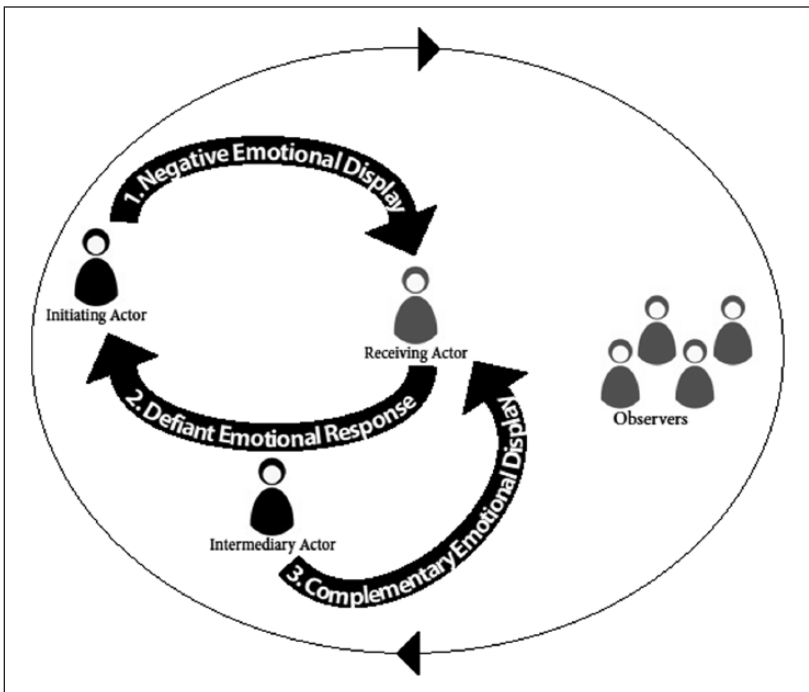 1. Negative Emotional Display
Initiating Actor
Receiving Actor
2. Defiant Emotional Response
Observers
Intermediary Actor
3. Complementary Emotional Display